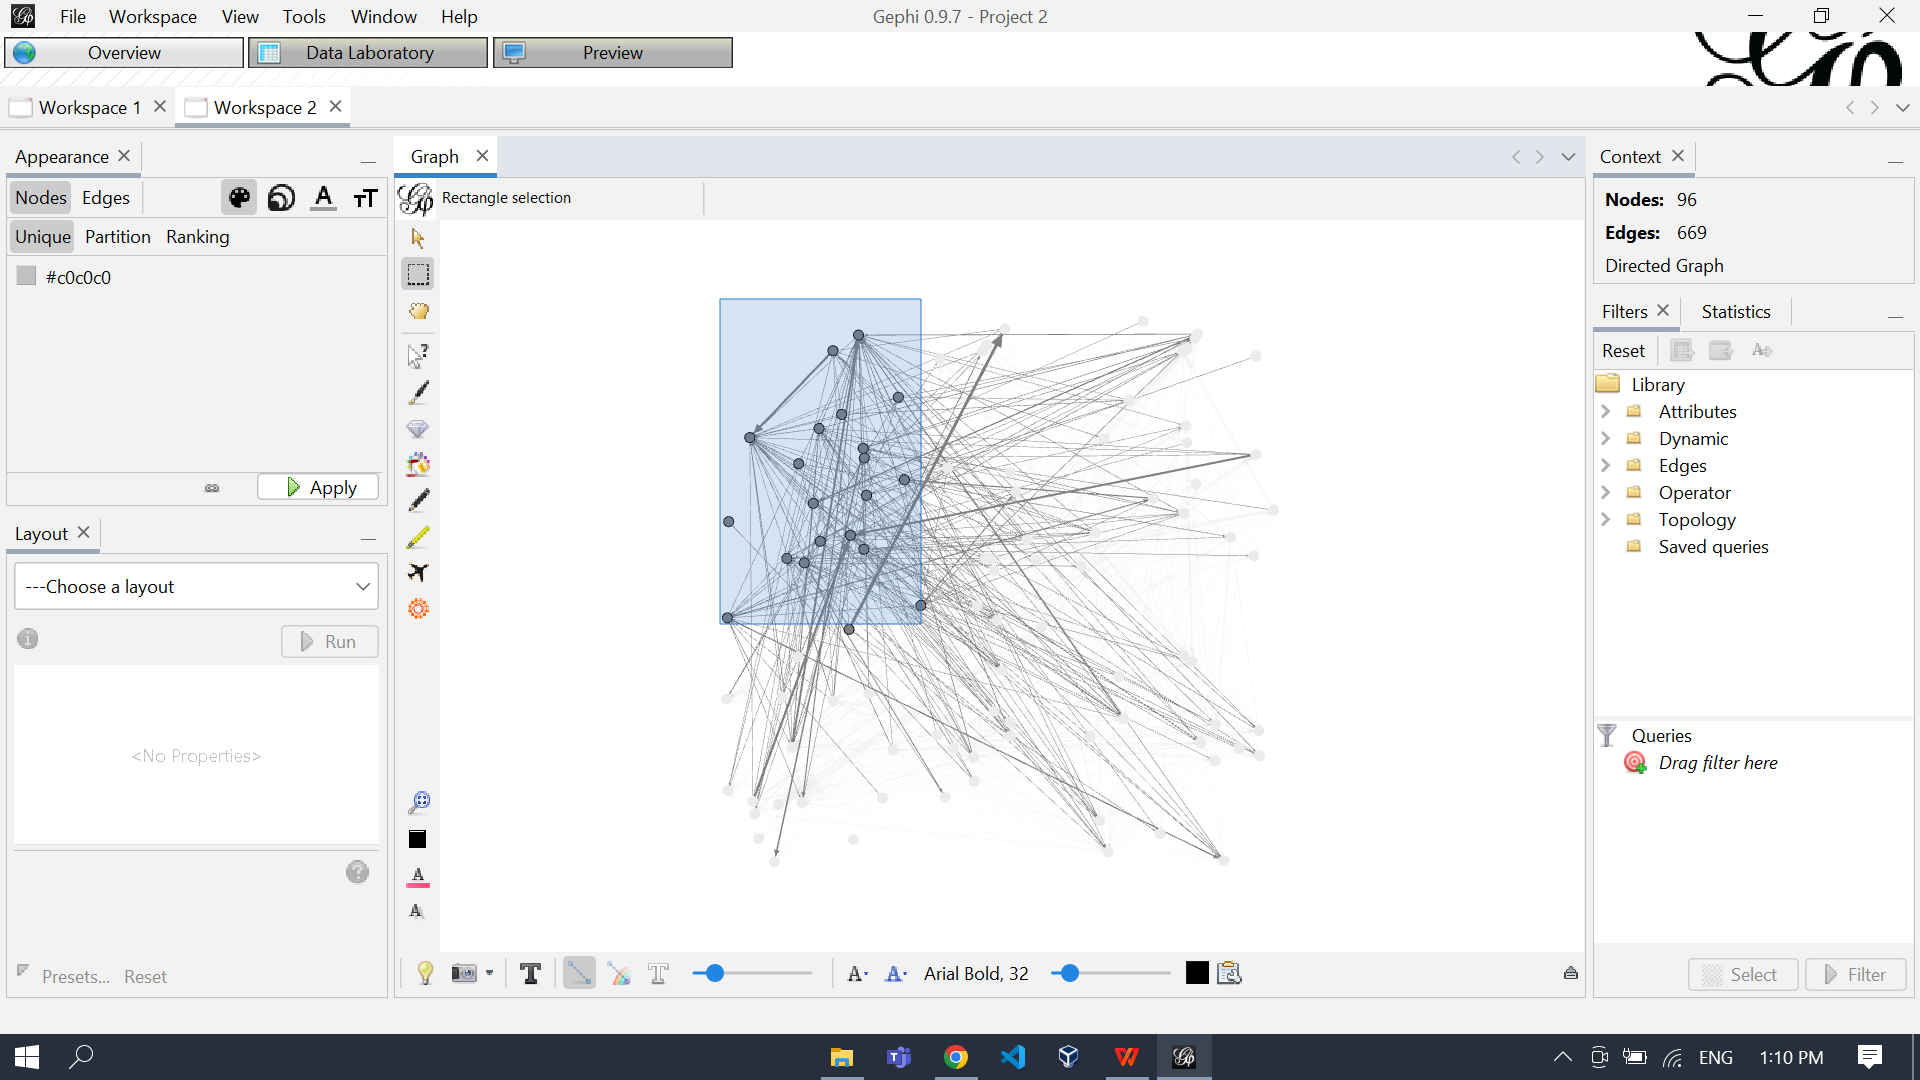 File Workspace View Tools Window Help
Gephi 0.9.7 - Project 2
Overview Data Laboratory Preview
Workspace 1 Workspace 2
Appearance
Nodes Edges
Unique Partition Ranking
#c0c0c0
Apply
Layout
---Choose a layout
Run
<No Properties>
Presets... Reset
Graph
Rectangle selection
Arial Bold, 32
Context
Nodes: 96
Edges: 669
Directed Graph
Filters Statistics
Reset
Library
Attributes
Dynamic
Edges
Operator
Topology
Saved queries
Queries
Drag filter here
Select Filter
ENG 1:10 PM